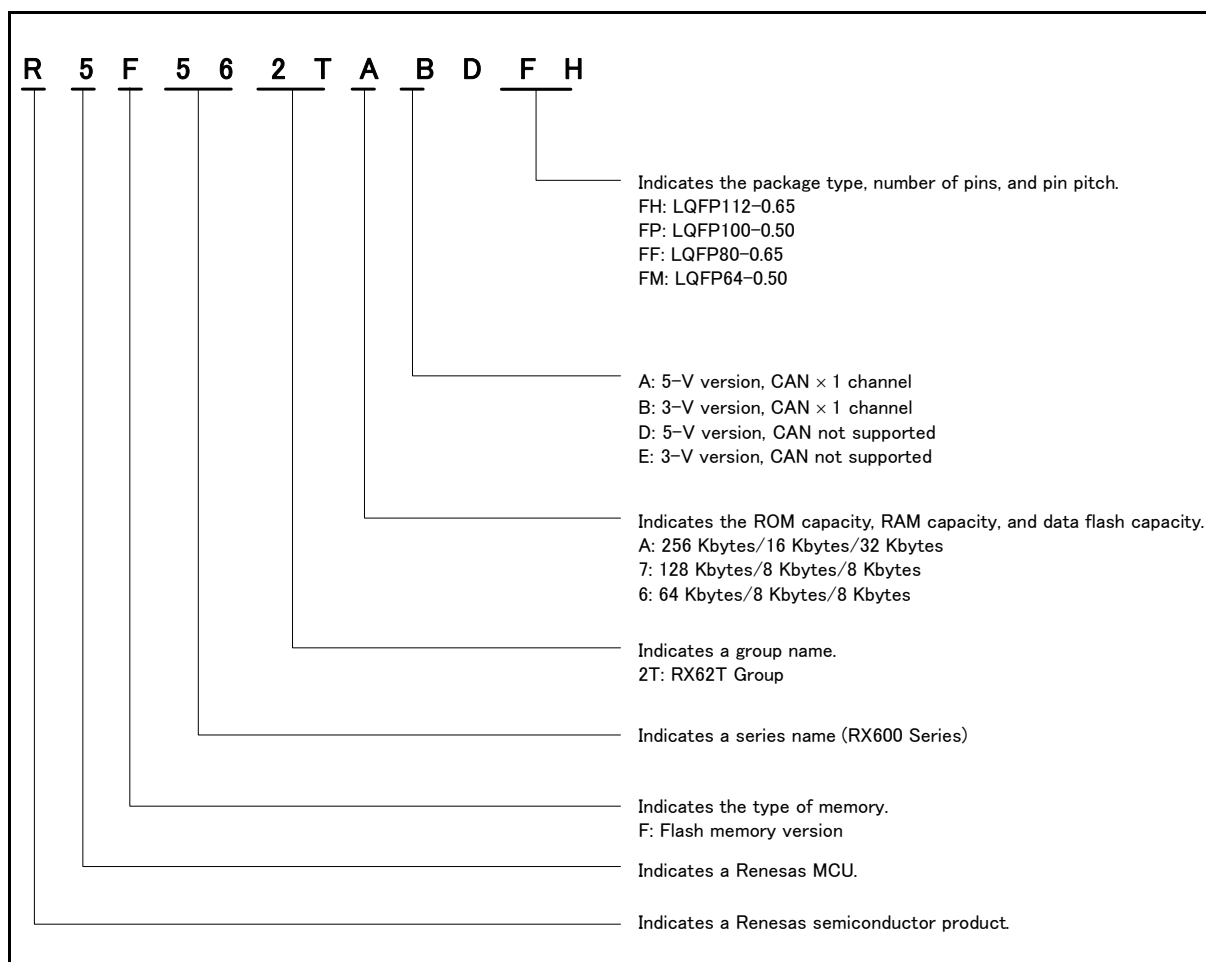 R 5 F 5 6 2 T A B D F H
Indicates the package type, number of pins, and pin pitch.
FH: LQFP112-0.65
FP: LQFP100-0.50
FF: LQFP80-0.65
FM: LQFP64-0.50
A: 5-V version, CAN × 1 channel
B: 3-V version, CAN × 1 channel
D: 5-V version, CAN not supported
E: 3-V version, CAN not supported
Indicates the ROM capacity, RAM capacity, and data flash capacity.
A: 256 Kbytes/16 Kbytes/32 Kbytes
7: 128 Kbytes/8 Kbytes/8 Kbytes
6: 64 Kbytes/8 Kbytes/8 Kbytes
Indicates a group name.
2T: RX62T Group
Indicates a series name (RX600 Series)
Indicates the type of memory.
F: Flash memory version
Indicates a Renesas MCU.
Indicates a Renesas semiconductor product.